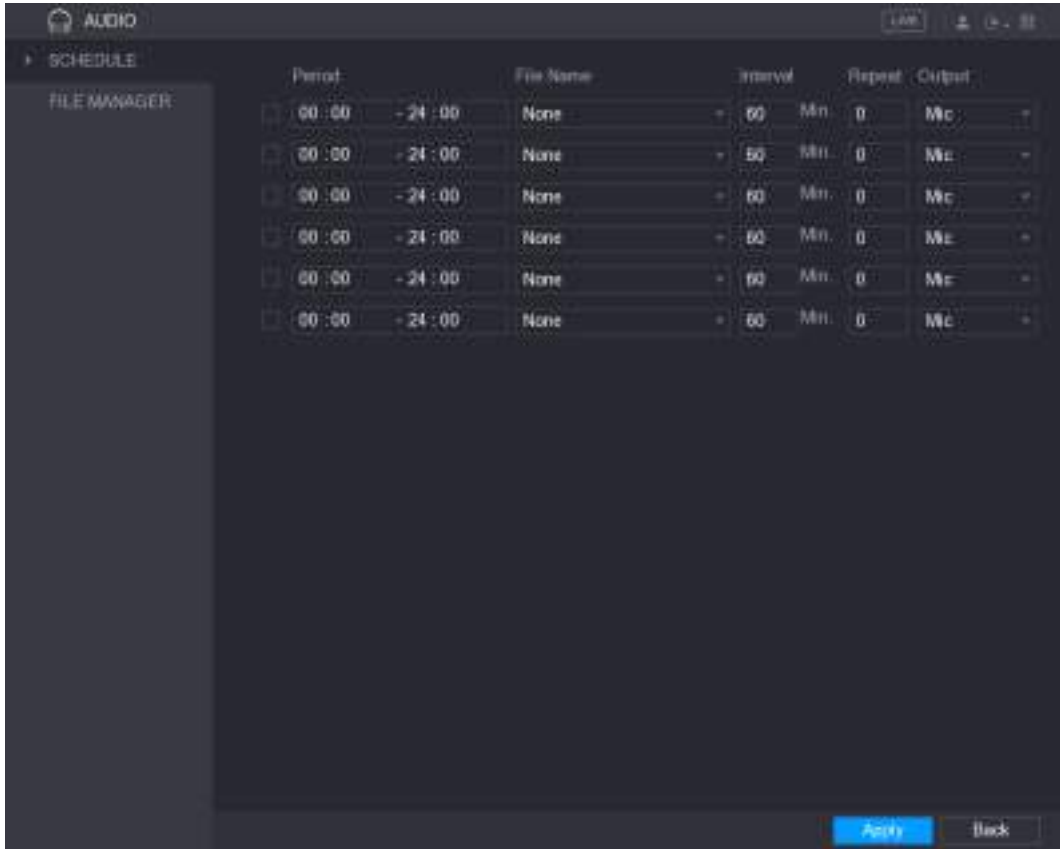 AUDIO LIVE
SCHEDULE
FILE MANAGER
Period File Name Interval Repeat Output
00 :00 - 24 : 00 None 60 Min. 0 Mic
00 :00 - 24 : 00 None 60 Min. 0 Mic
00 :00 - 24 : 00 None 60 Min. 0 Mic
00 :00 - 24 : 00 None 60 Min. 0 Mic
00 :00 - 24 : 00 None 60 Min. 0 Mic
00 :00 - 24 : 00 None 60 Min. 0 Mic
Apply Back